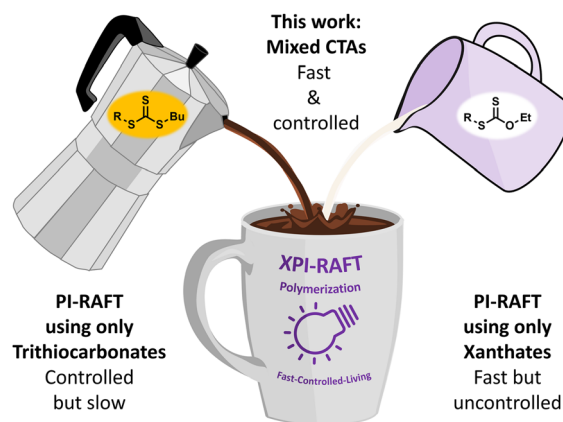 This work:
Mixed CTAs
Fast
&
controlled
S
R
S
S
Bu
S
R
S
O
Et
XPI-RAFT
Polymerization
Fast-Controlled-Living
PI-RAFT
using only
Trithiocarbonates
Controlled
but slow
PI-RAFT
using only
Xanthates
Fast but
uncontrolled